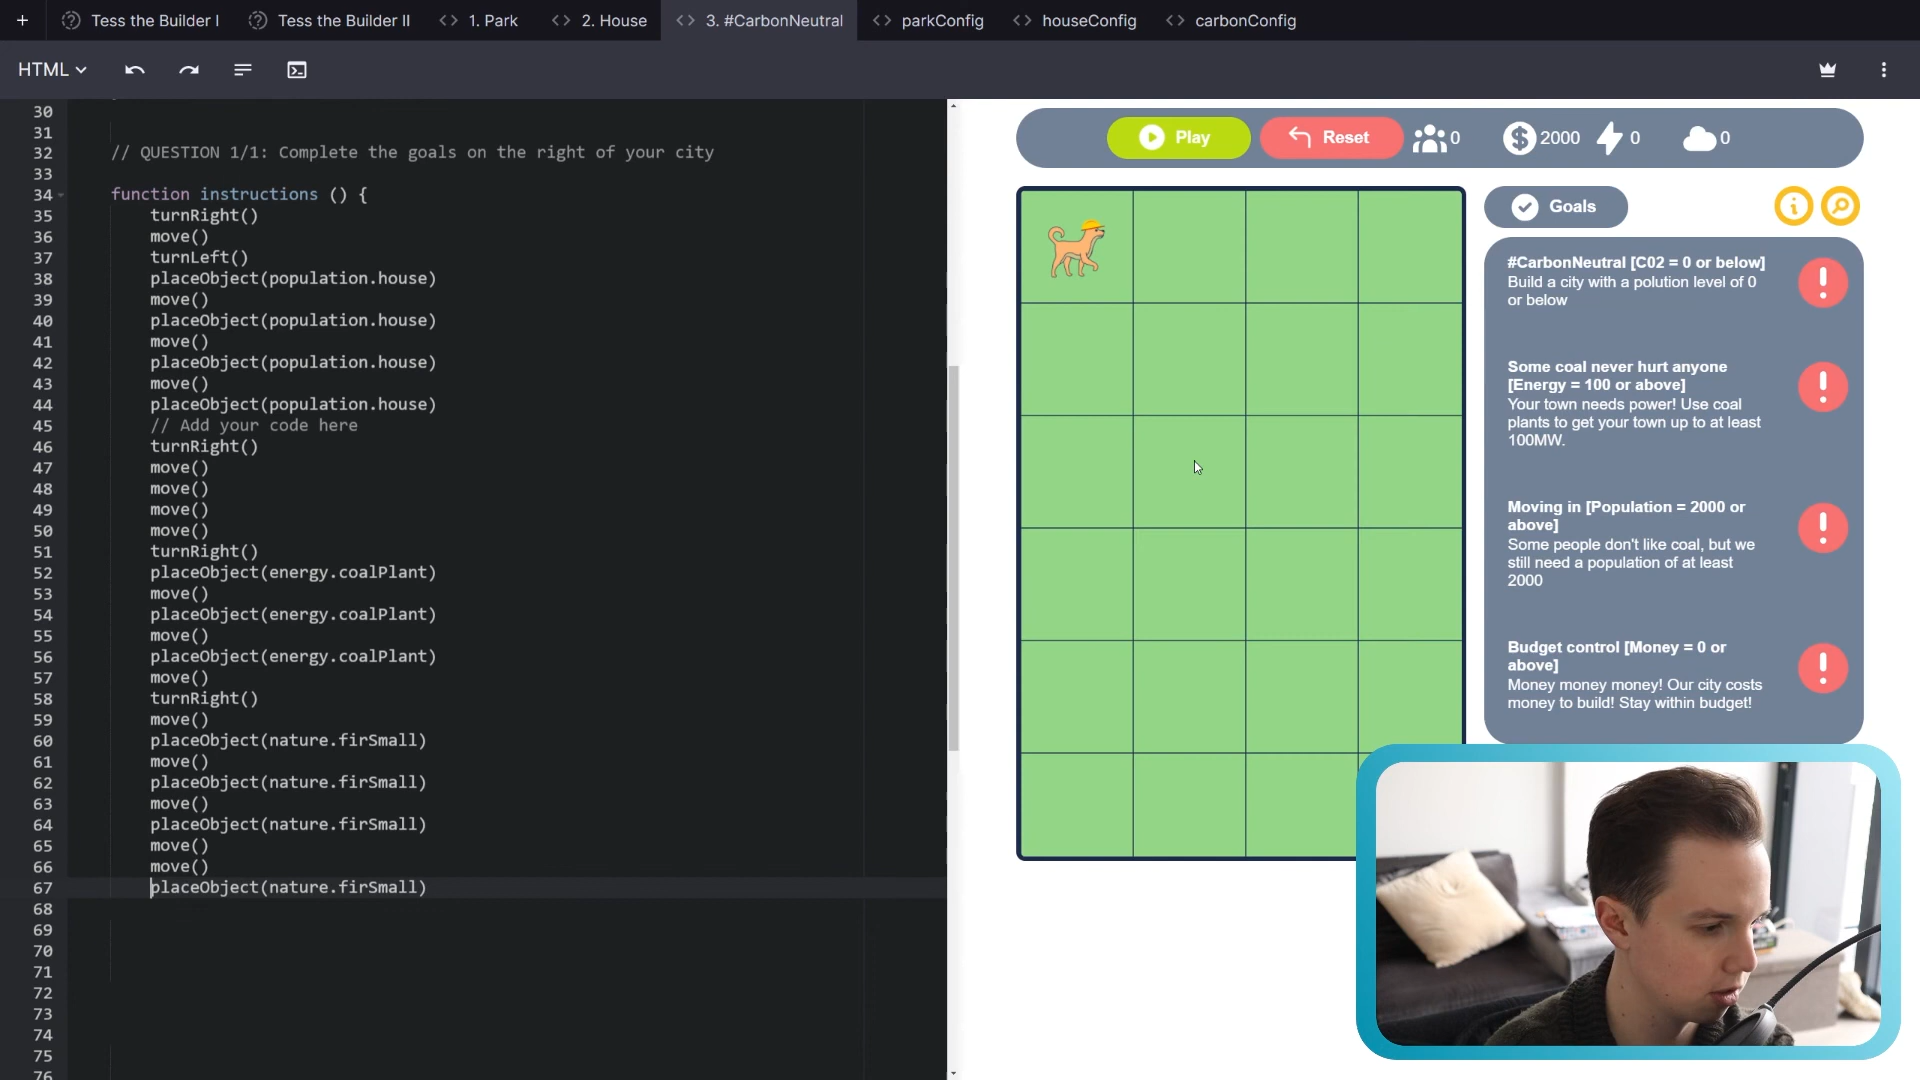 Tess the Builder I
Tess the Builder II
1. Park
2. House
3. #CarbonNeutral
parkConfig
houseConfig
carbonConfig
HTML
30
31
32 // QUESTION 1/1: Complete the goals on the right of your city
33
34 function instructions () {
35 turnRight()
36 move()
37 turnLeft()
38 placeObject(population.house)
39 move()
40 placeObject(population.house)
41 move()
42 placeObject(population.house)
43 move()
44 placeObject(population.house)
45 // Add your code here
46 turnRight()
47 move()
48 move()
49 move()
50 move()
51 turnRight()
52 placeObject(energy.coalPlant)
53 move()
54 placeObject(energy.coalPlant)
55 move()
56 placeObject(energy.coalPlant)
57 move()
58 turnRight()
59 move()
60 placeObject(nature.firSmall)
61 move()
62 placeObject(nature.firSmall)
63 move()
64 placeObject(nature.firSmall)
65 move()
66 move()
67 placeObject(nature.firSmall)
68
69
70
71
72
73
74
75
76
Play
Reset
0
2000
0
0
Goals
#CarbonNeutral [C02 = 0 or below]
Build a city with a polution level of 0
or below
Some coal never hurt anyone
[Energy = 100 or above]
Your town needs power! Use coal
plants to get your town up to at least
100MW.
Moving in [Population = 2000 or
above]
Some people don't like coal, but we
still need a population of at least
2000
Budget control [Money = 0 or
above]
Money money money! Our city costs
money to build! Stay within budget!